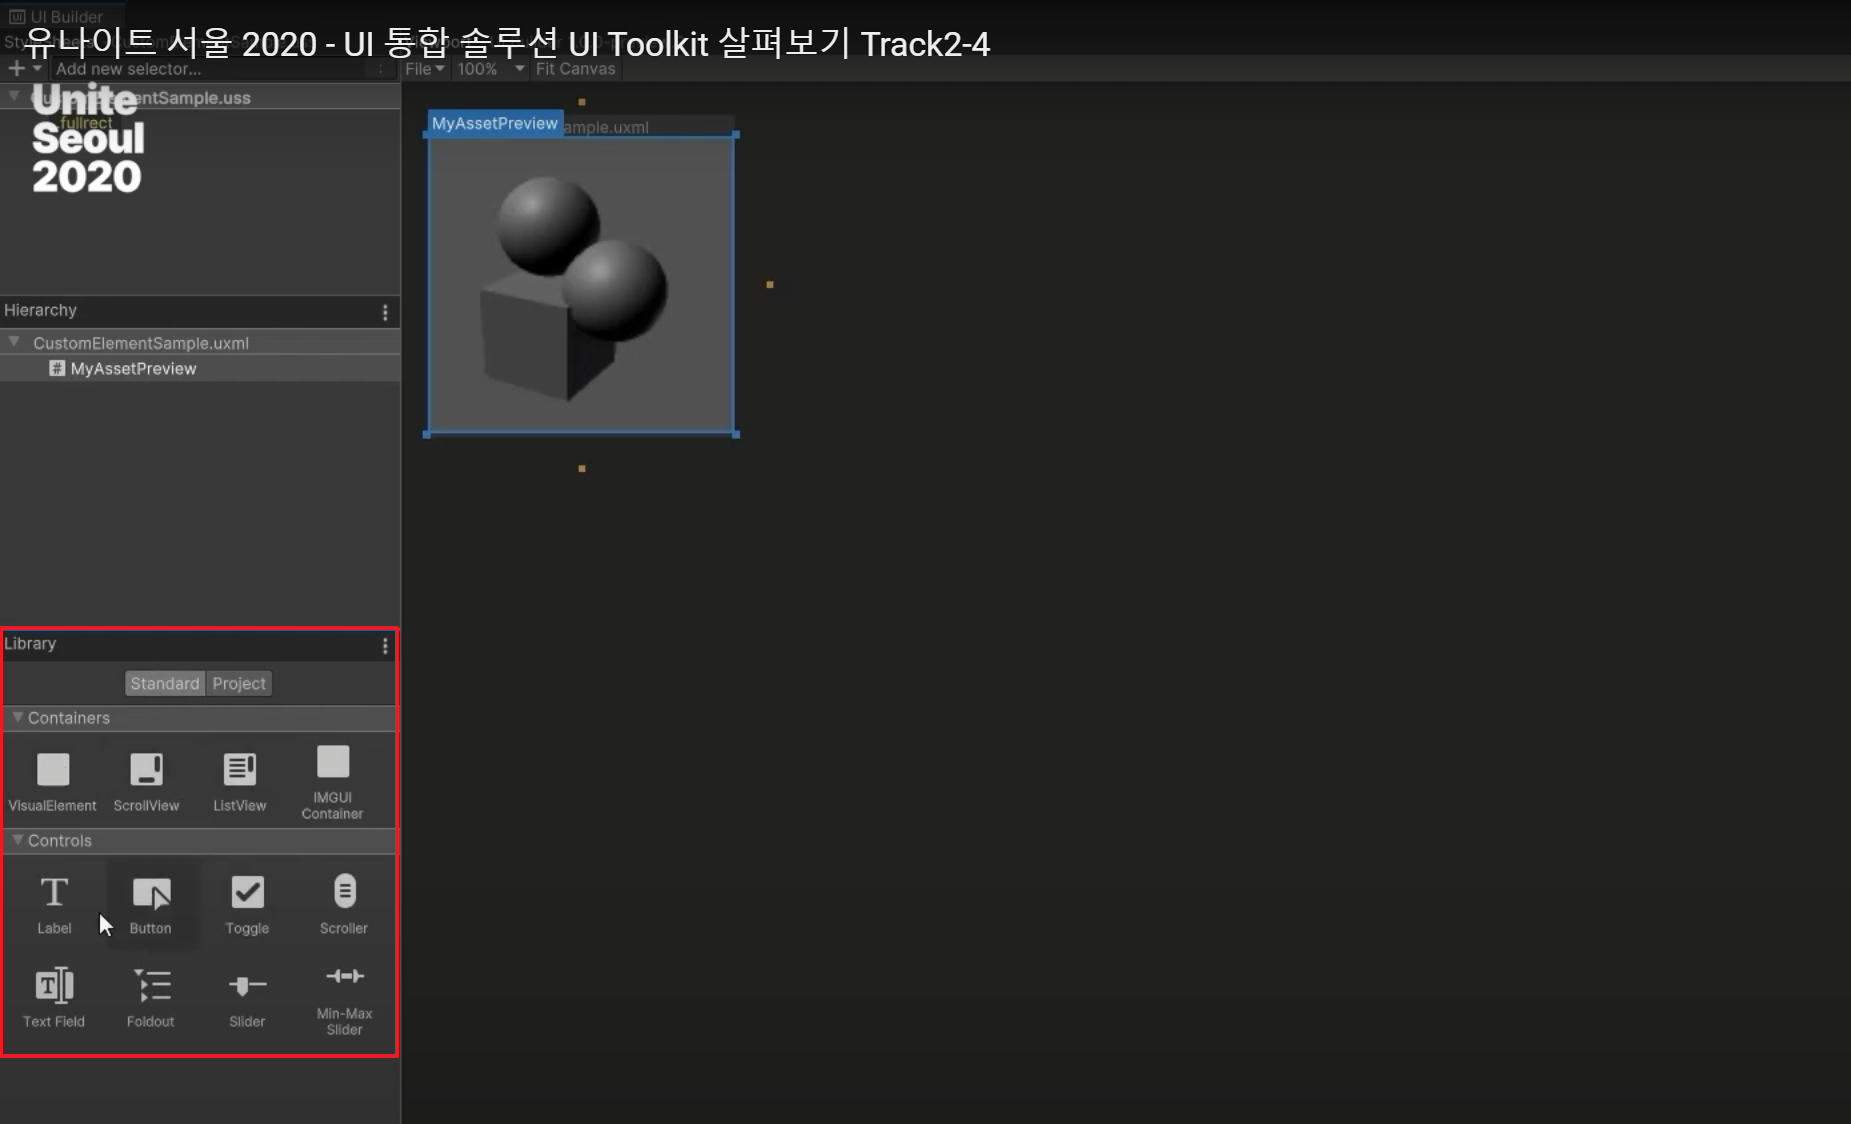 UI Builder
유나이트 서울 2020 - UI 통합 솔루션 UI Toolkit 살펴보기 Track2-4
Add new selector...
File
100%
Fit Canvas
entSample.uss
.fullrect
Unite
Seoul
2020
MyAssetPreview
ample.uxml
Hierarchy
CustomElementSample.uxml
MyAssetPreview
Library
Standard
Project
Containers
VisualElement
ScrollView
ListView
IMGUI
Container
Controls
Label
Button
Toggle
Scroller
Text Field
Foldout
Slider
Min-Max
Slider